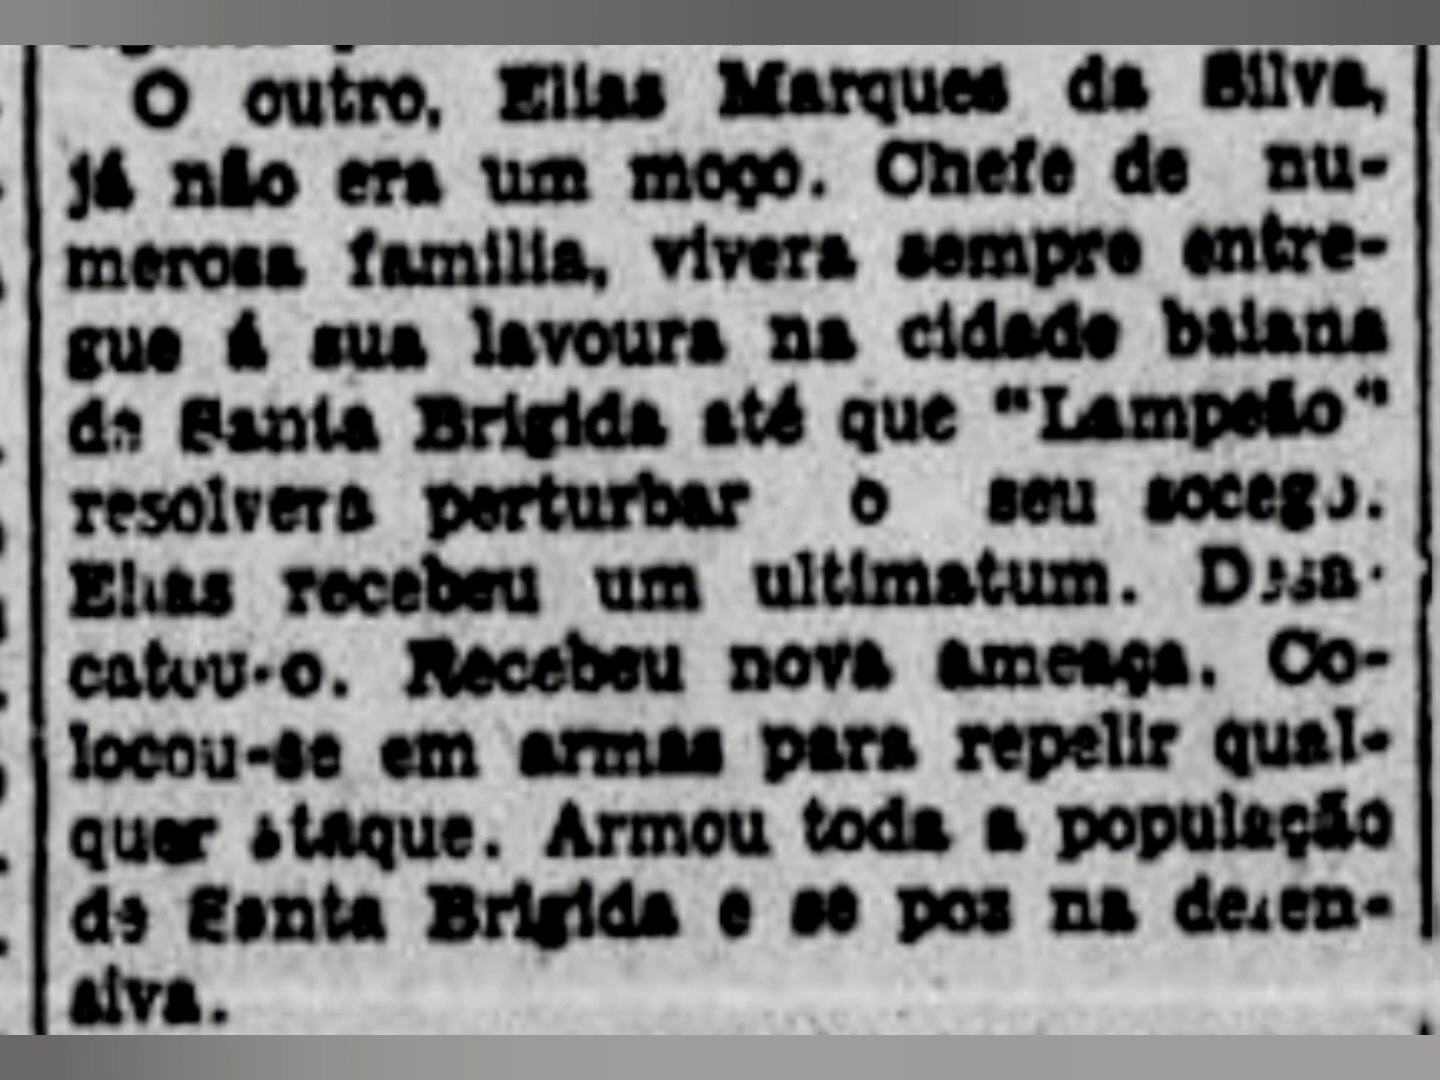 O outro, Elias Marques da Silva,
já não era um moço. Chefe de nu-
merosa familia, vivera sempre entre-
gue á sua lavoura na cidade baiana
de Santa Brigida até que "Lampeão"
resolvera perturbar o seu socego.
Elias recebeu um ultimatum. Desa-
catou-o. Recebeu nova ameaça. Co-
locou-se em armas para repelir qual-
quer ataque. Armou toda a população
de Santa Brigida e se poz na defen-
siva.